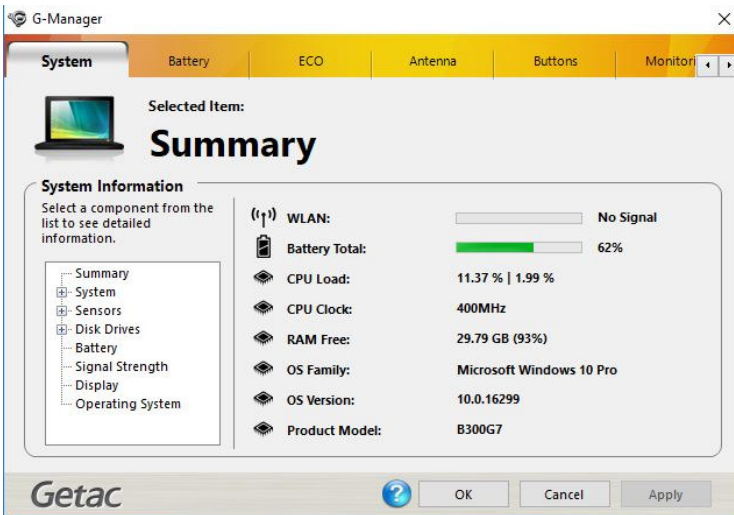 G-Manager
System Battery ECO Antenna Buttons Monitori
Selected Item:
Summary
System Information
Select a component from the
list to see detailed
information.
Summary
System
Sensors
Disk Drives
Battery
Signal Strength
Display
Operating System
WLAN: No Signal
Battery Total: 62%
CPU Load: 11.37 % | 1.99 %
CPU Clock: 400MHz
RAM Free: 29.79 GB (93%)
OS Family: Microsoft Windows 10 Pro
OS Version: 10.0.16299
Product Model: B300G7
Getac ? OK Cancel Apply